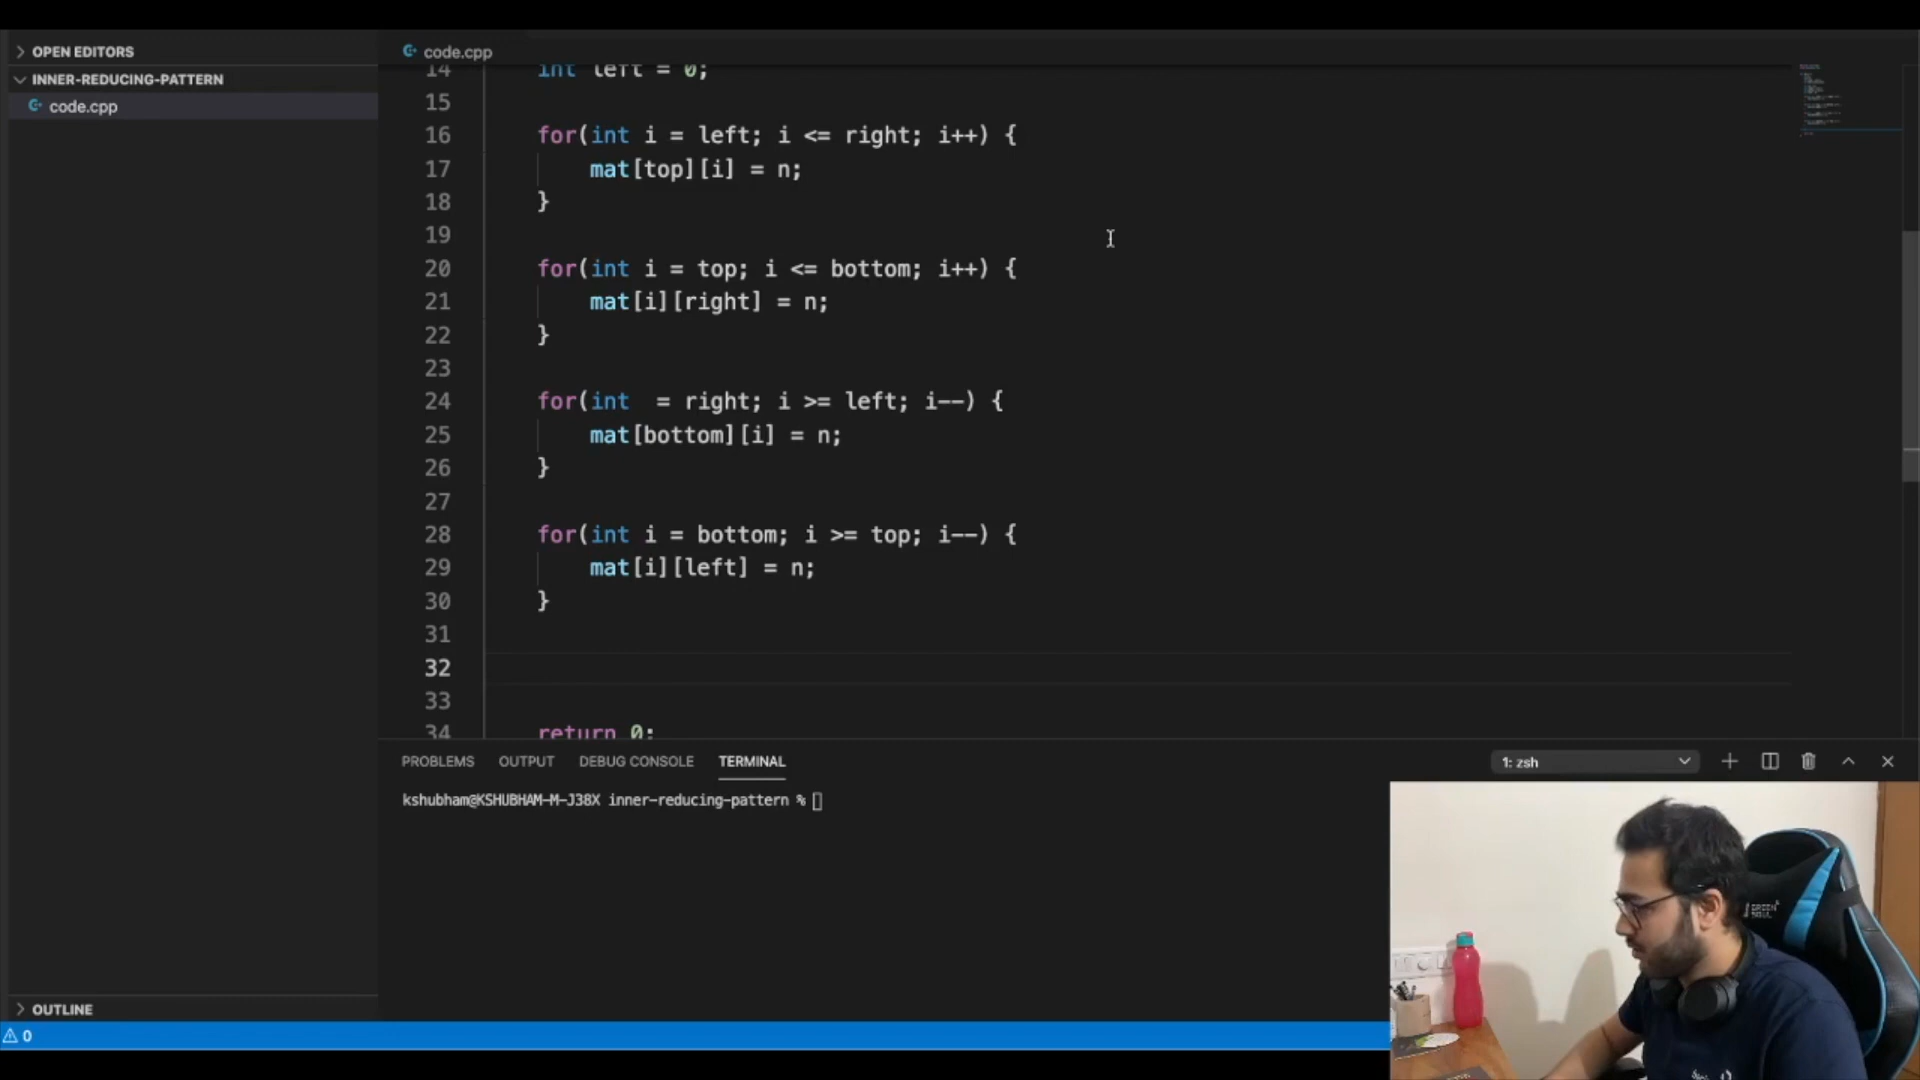 OPEN EDITORS
INNER-REDUCING-PATTERN
code.cpp
code.cpp
14 int left = 0;
15
16 for(int i = left; i <= right; i++) {
17 mat[top][i] = n;
18 }
19
20 for(int i = top; i <= bottom; i++) {
21 mat[i][right] = n;
22 }
23
24 for(int  = right; i >= left; i--) {
25 mat[bottom][i] = n;
26 }
27
28 for(int i = bottom; i >= top; i--) {
29 mat[i][left] = n;
30 }
31
32
33
34 return 0;
PROBLEMS OUTPUT DEBUG CONSOLE TERMINAL 1: zsh
kshubham@KSHUBHAM-M-J38X inner-reducing-pattern %
OUTLINE
0